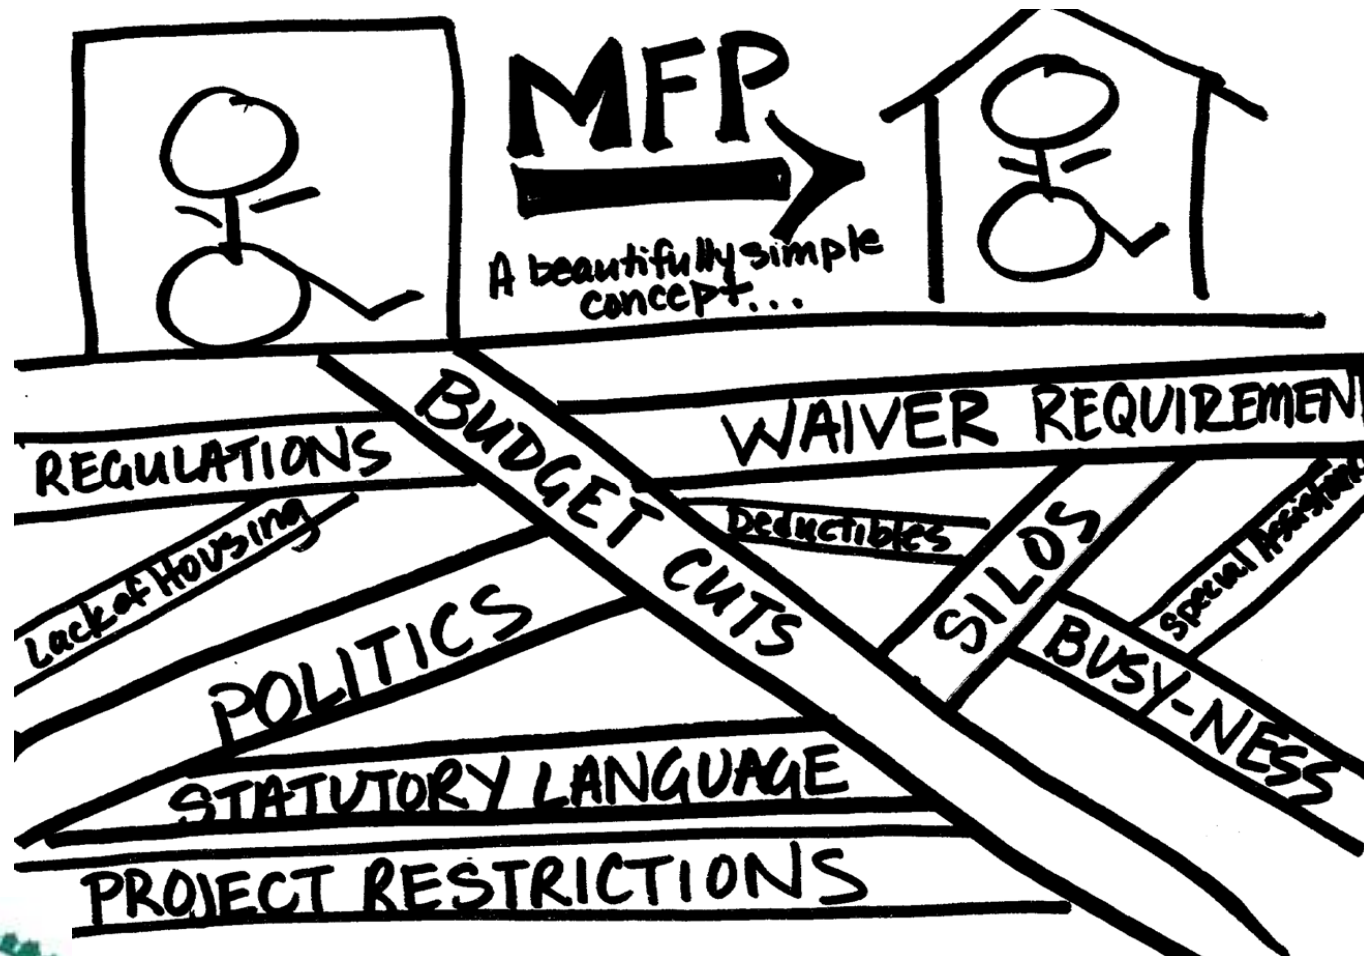 MFP
A beautifully simple
concept...
BUDGET CUTS
WAIVER REQUIREMEN
REGULATIONS
Lack of Housing
Deductibles
SILOS
Special
POLITICS
BUSY-NESS
STATUTORY LANGUAGE
PROJECT RESTRICTIONS